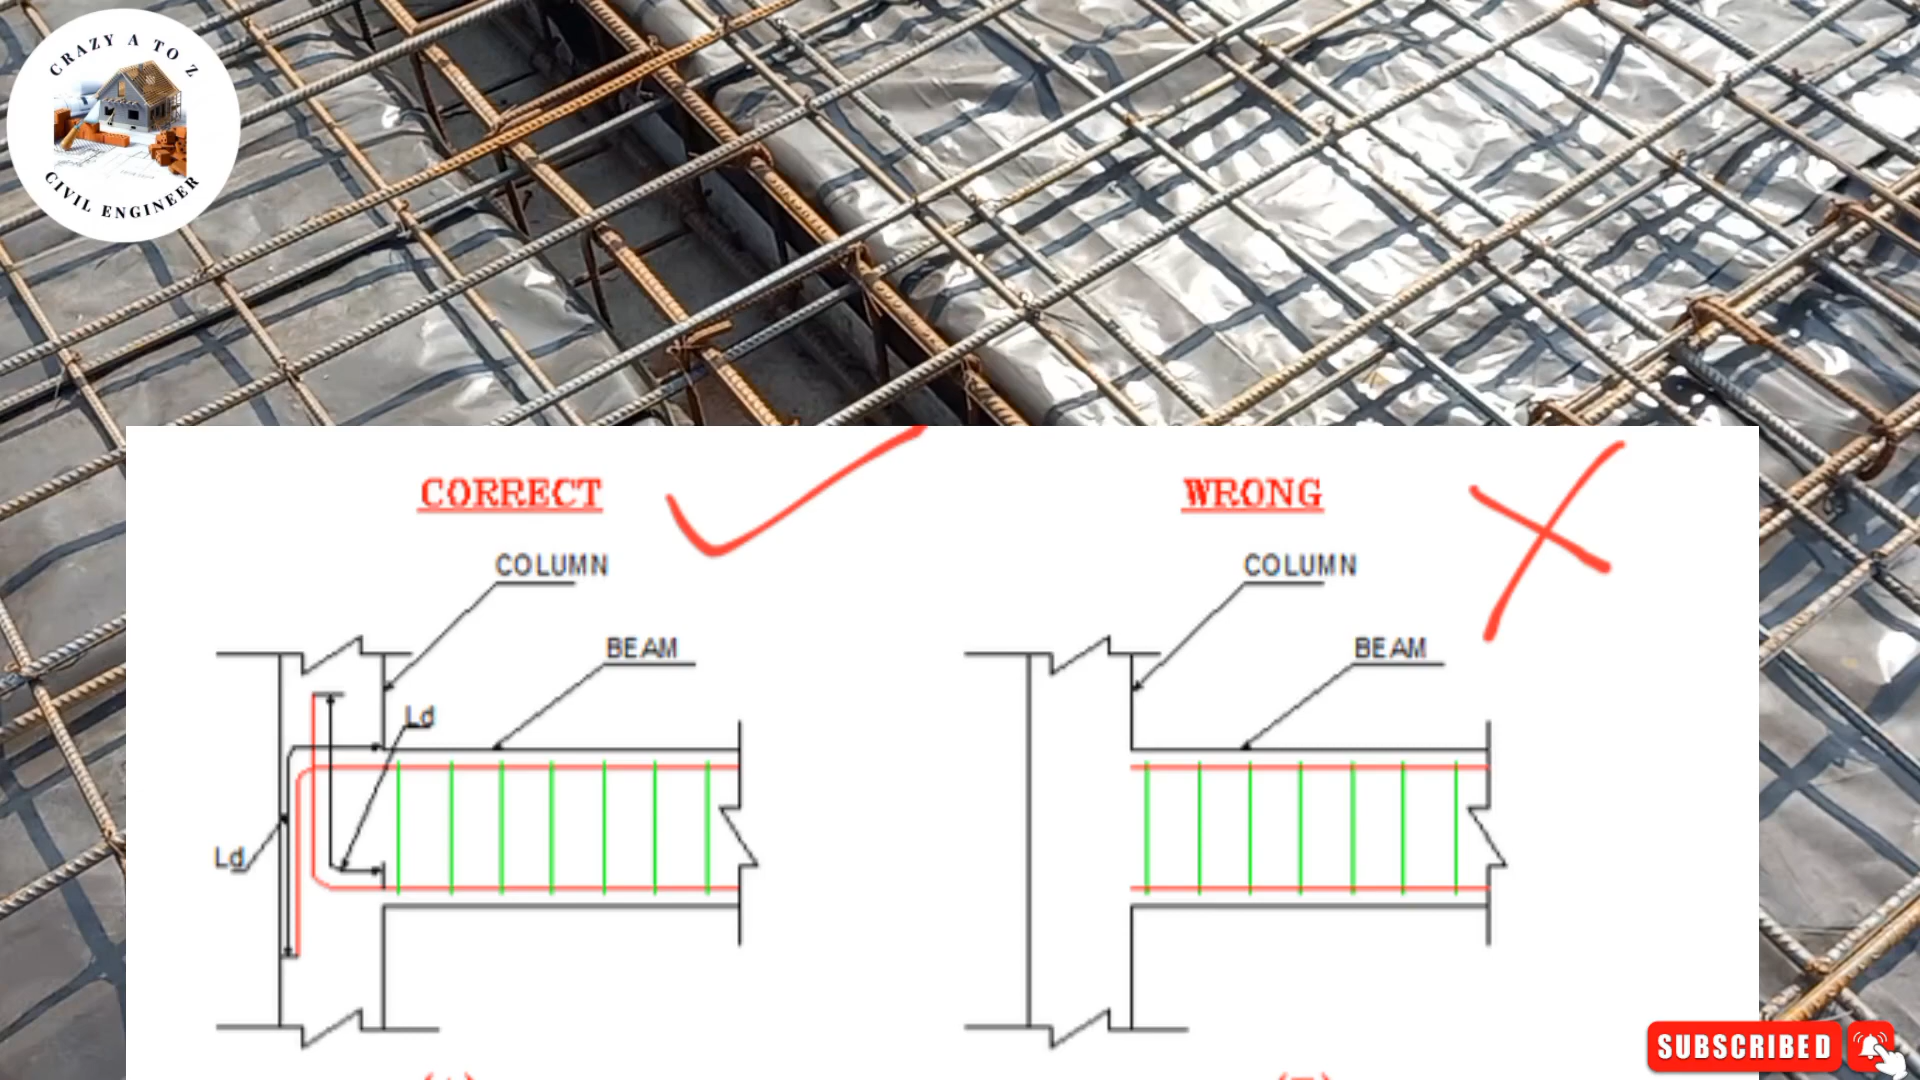 CRAZY A TO Z
CIVIL ENGINEER
CORRECT
WRONG
COLUMN
COLUMN
BEAM
BEAM
Ld
Ld
SUBSCRIBED